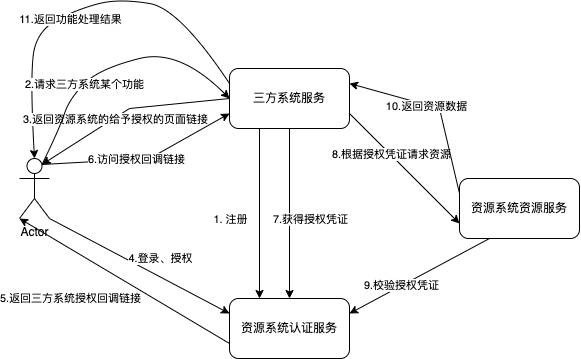 11.返回功能处理结果
2.请求三方系统某个功能
三方系统服务
10.返回资源数据
3.返回资源系统的给予授权的页面链接
6.访问授权回调链接
8.根据授权凭证请求资源
1. 注册
7.获得授权凭证
资源系统资源服务
Actor
4.登录、授权
9.校验授权凭证
5.返回三方系统授权回调链接
资源系统认证服务